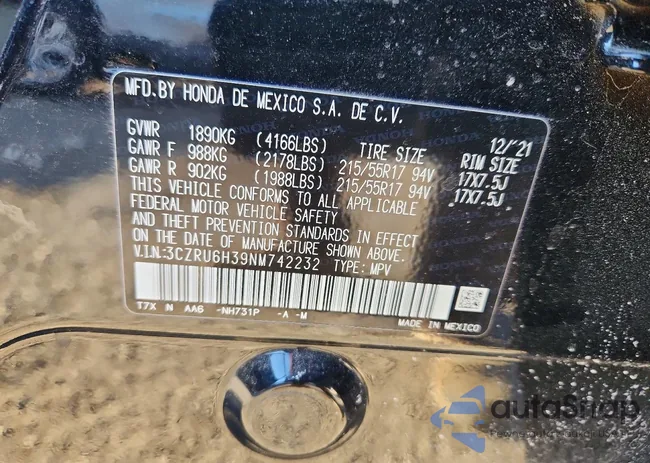 MFD.BY HONDA DE MEXICO S.A. DE C.V.
12/'21
GVWR 1890KG (4166LBS) TIRE SIZE RIM SIZE
GAWR F 988KG (2178LBS) 215/55R17 94V 17X7.5J
GAWR R 902KG (1988LBS) 215/55R17 94V 17X7.5J
THIS VEHICLE CONFORMS TO ALL APPLICABLE
FEDERAL MOTOR VEHICLE SAFETY
AND THEFT PREVENTION STANDARDS IN EFFECT
ON THE DATE OF MANUFACTURE SHOWN ABOVE.
V.I.N.:3CZRU6H39NM742232 TYPE: MPV
T7X N AA6 -NH731P -A -M
MADE IN MEXICO
autoSnap